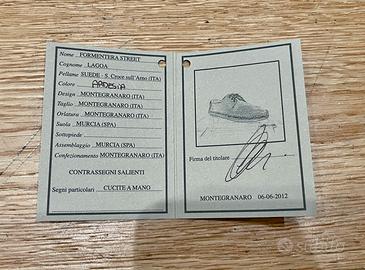 Nome FORMENTERA STREET
Cognome LAGOA
Pellame SUEDE - S. Croce sull'Arno (ITA)
Colore ARDESIA
Design MONTEGRANARO (ITA)
Taglio MONTEGRANARO (ITA)
Orlatura MONTEGRANARO (ITA)
Suola MURCIA (SPA)
Sottopiede
Assemblaggio MURCIA (SPA)
Confezionamento MONTEGRANARO (ITA)
CONTRASSEGNI SALIENTI
Segni particolari CUCITE A MANO
Firma del titolare
MONTEGRANARO 06-06-2012
subito